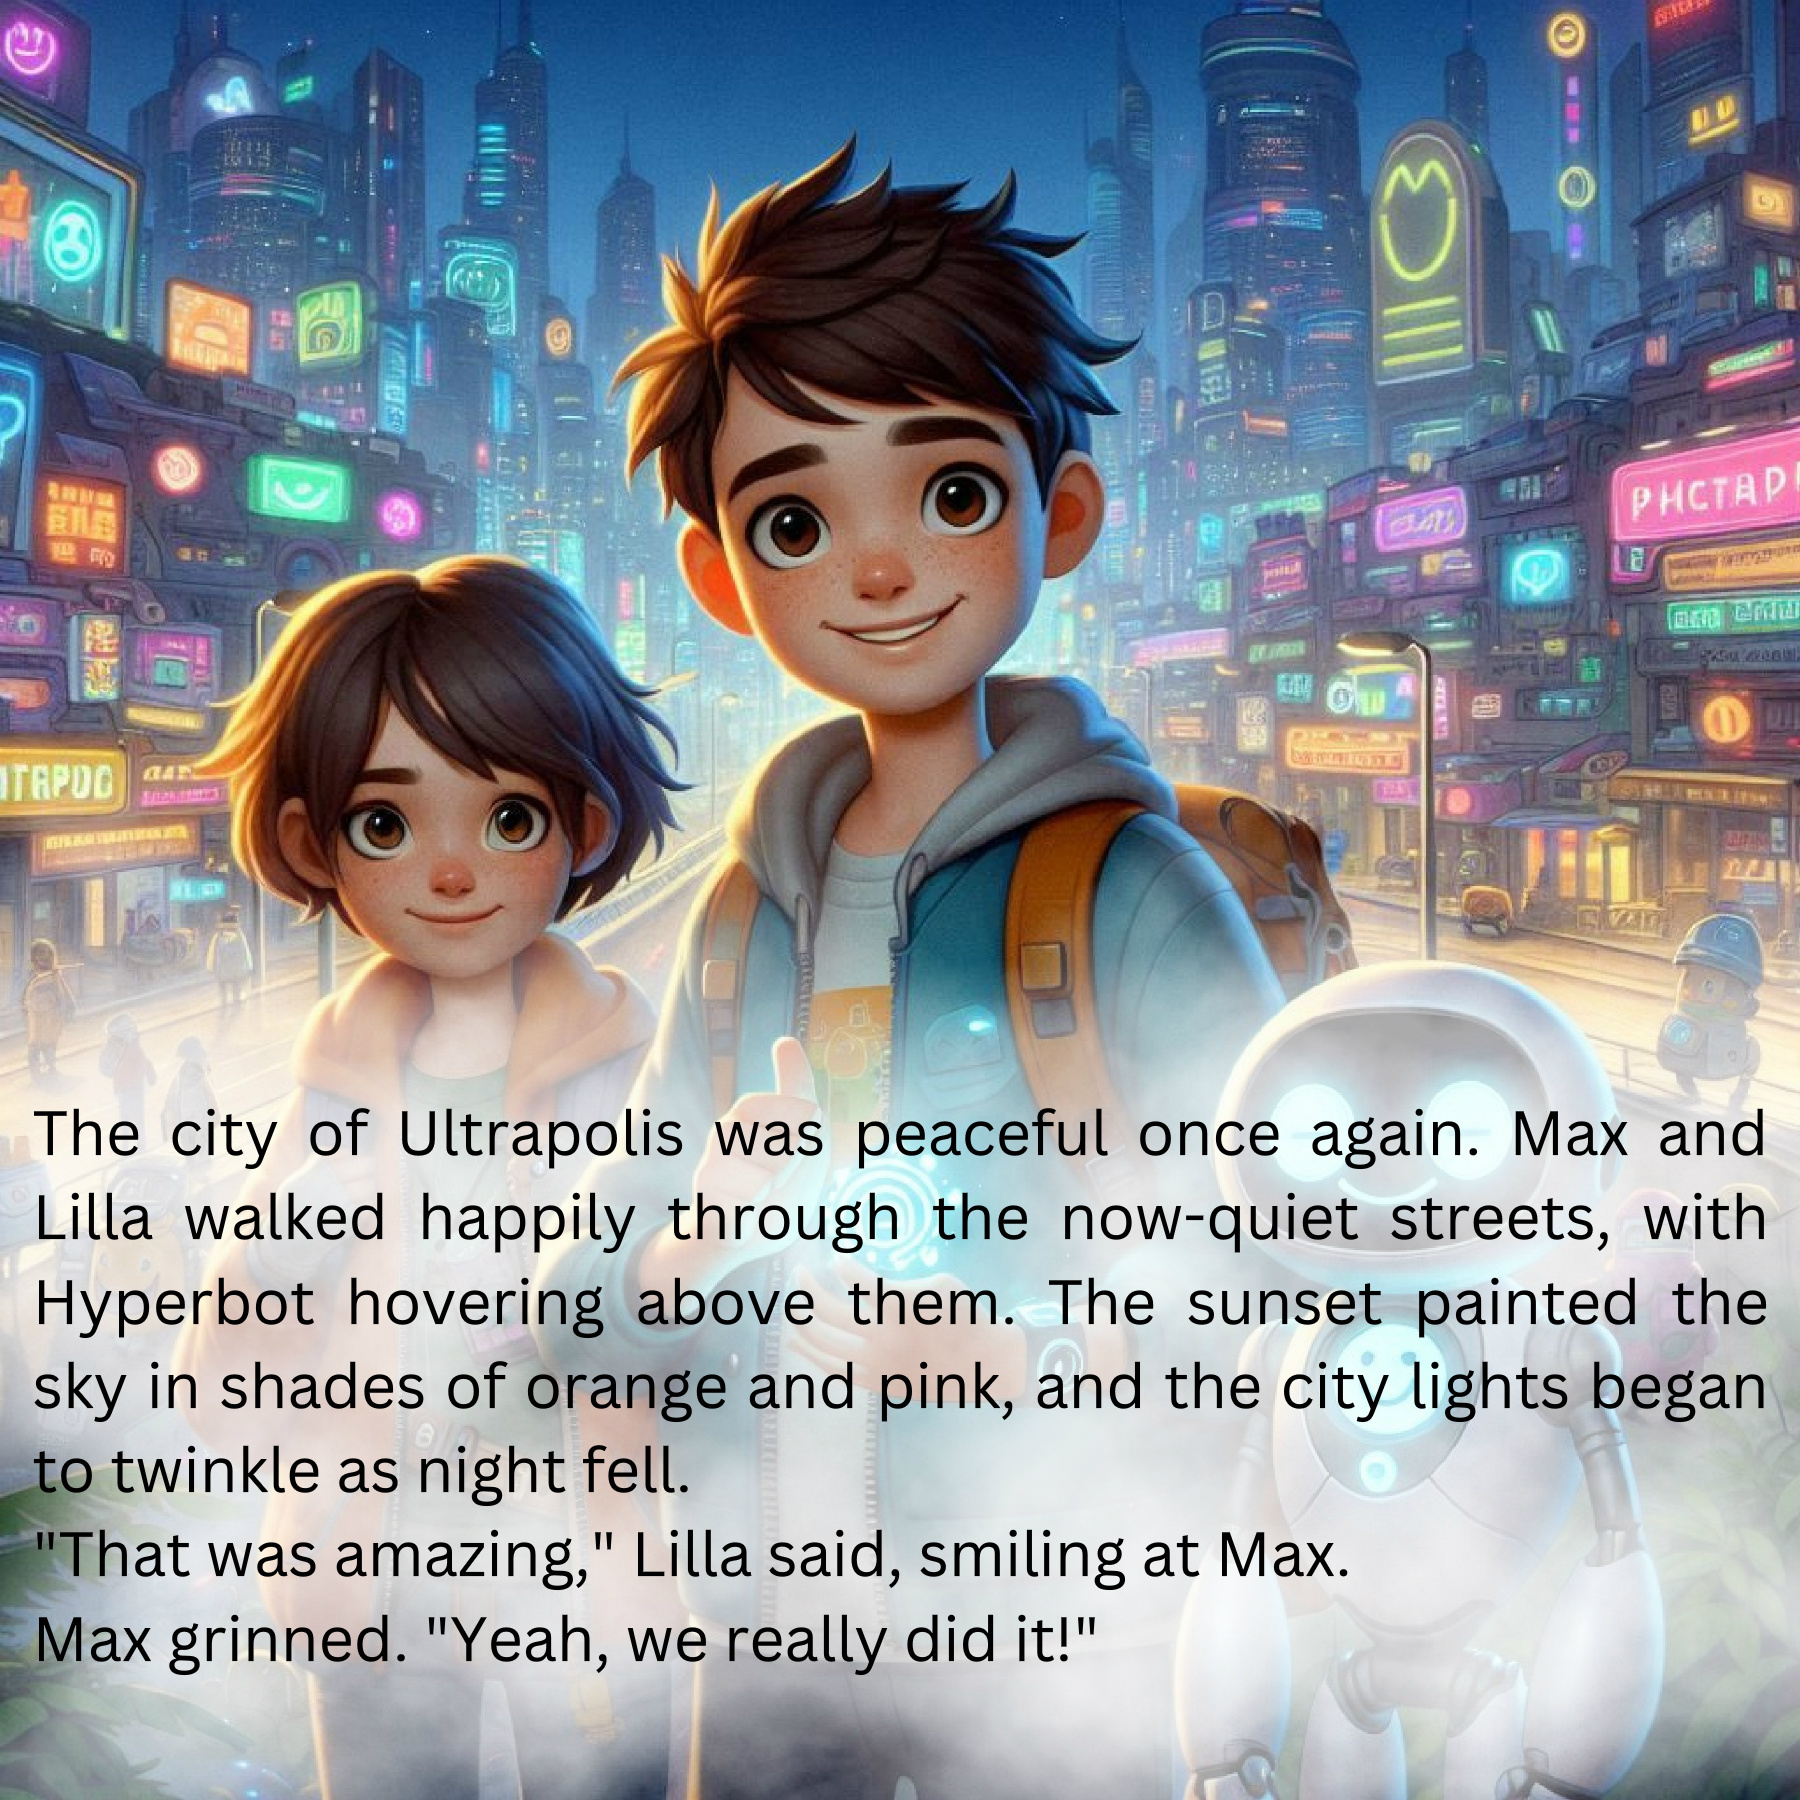 PHCTADI
The city of Ultrapolis was peaceful once again. Max and
Lilla walked happily through the now-quiet streets, with
Hyperbot hovering above them. The sunset painted the
sky in shades of orange and pink, and the city lights began
to twinkle as night fell.
"That was amazing," Lilla said, smiling at Max.
Max grinned. "Yeah, we really did it!"